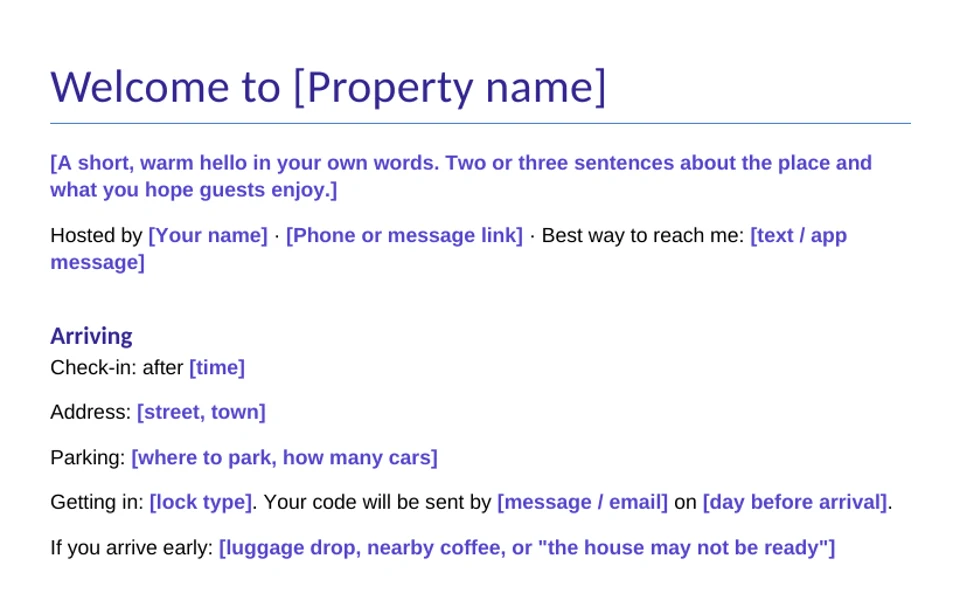 Welcome to [Property name]
[A short, warm hello in your own words. Two or three sentences about the place and
what you hope guests enjoy.]
Hosted by [Your name] · [Phone or message link] · Best way to reach me: [text / app
message]
Arriving
Check-in: after [time]
Address: [street, town]
Parking: [where to park, how many cars]
Getting in: [lock type]. Your code will be sent by [message / email] on [day before arrival].
If you arrive early: [luggage drop, nearby coffee, or "the house may not be ready"]